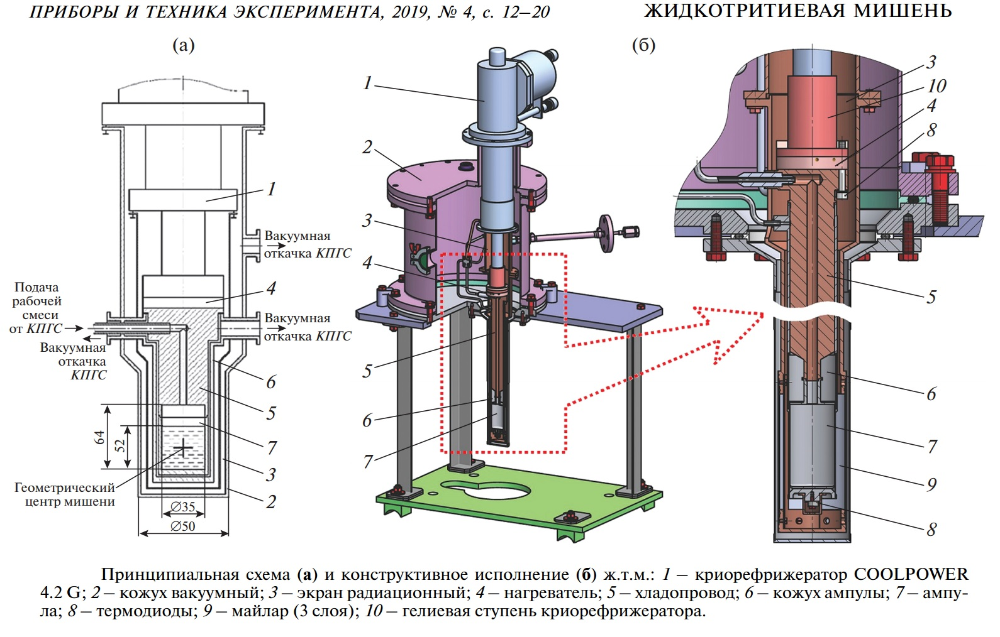 ПРИБОРЫ И ТЕХНИКА ЭКСПЕРИМЕНТА, 2019, № 4, с. 12–20
ЖИДКОТРИТИЕВАЯ МИШЕНЬ
(а)
1
Вакуумная
откачка КПГС
4
Подача
рабочей
смеси
от КПГС
Вакуумная
откачка КПГС
Вакуумная
откачка
КПГС
6
5
64
52
7
3
Геометрический
центр мишени
2
∅35
∅50
1
2
3
4
5
6
7
(б)
3
10
4
8
5
6
7
9
8
Принципиальная схема (а) и конструктивное исполнение (б) ж.т.м.: 1 – криорефрижератор COOLPOWER
4.2 G; 2 – кожух вакуумный; 3 – экран радиационный; 4 – нагреватель; 5 – хладопровод; 6 – кожух ампулы; 7 – ампу-
ла; 8 – термодиоды; 9 – майлар (3 слоя); 10 – гелиевая ступень криорефрижератора.